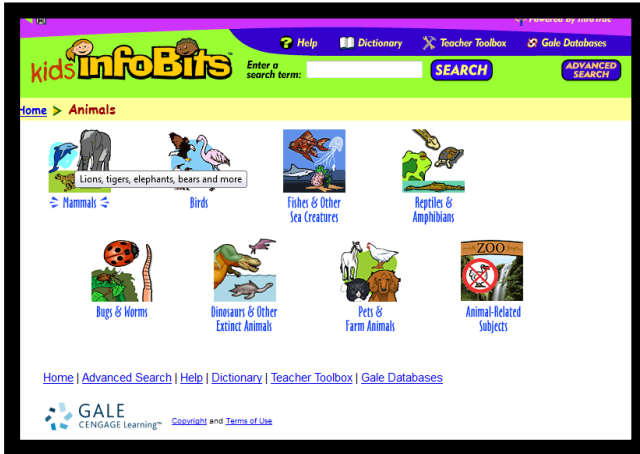 Powered by InfoTrac
Help Dictionary Teacher Toolbox Gale Databases
kids InfoBits™
Enter a
search term:
SEARCH
ADVANCED
SEARCH
Home > Animals
Lions, tigers, elephants, bears and more
Mammals
Birds
Fishes & Other
Sea Creatures
Reptiles &
Amphibians
ZOO
Bugs & Worms
Dinosaurs & Other
Extinct Animals
Pets &
Farm Animals
Animal-Related
Subjects
Home | Advanced Search | Help | Dictionary | Teacher Toolbox | Gale Databases
GALE
CENGAGE Learning™
Copyright and Terms of Use